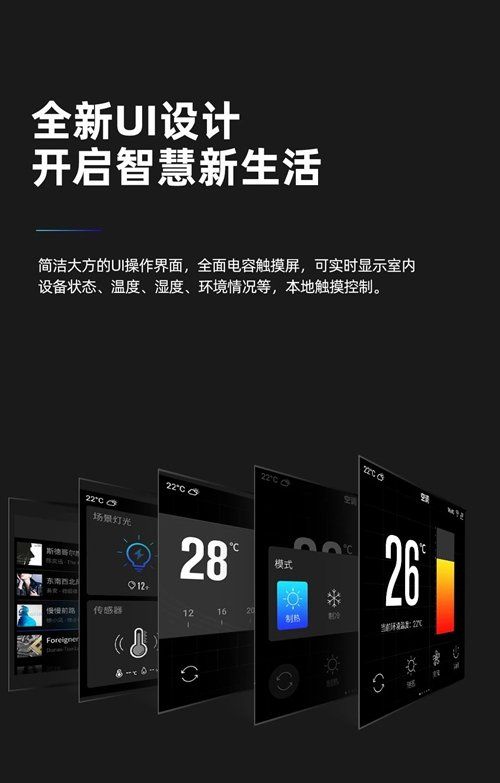 全新UI设计
开启智慧新生活
简洁大方的UI操作界面，全面电容触摸屏，可实时显示室内
设备状态、温度、湿度、环境情况等，本地触摸控制。
斯德哥尔
东南西北
慢慢前路
Foreigner
22°C
场景灯光
12+
传感器
22°C
28°C
12 16 20
22°C
空调
模式
制热
制冷
22°C
空调
26°C
当前环境温度：22°C